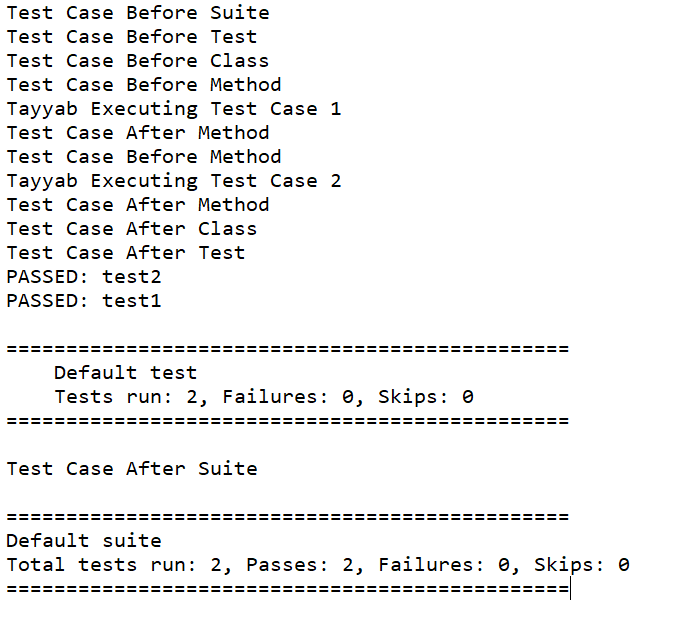 Test Case Before Suite
Test Case Before Test
Test Case Before Class
Test Case Before Method
Tayyab Executing Test Case 1
Test Case After Method
Test Case Before Method
Tayyab Executing Test Case 2
Test Case After Method
Test Case After Class
Test Case After Test
PASSED: test2
PASSED: test1
===============================================
Default test
Tests run: 2, Failures: 0, Skips: 0
===============================================
Test Case After Suite
===============================================
Default suite
Total tests run: 2, Passes: 2, Failures: 0, Skips: 0
===============================================